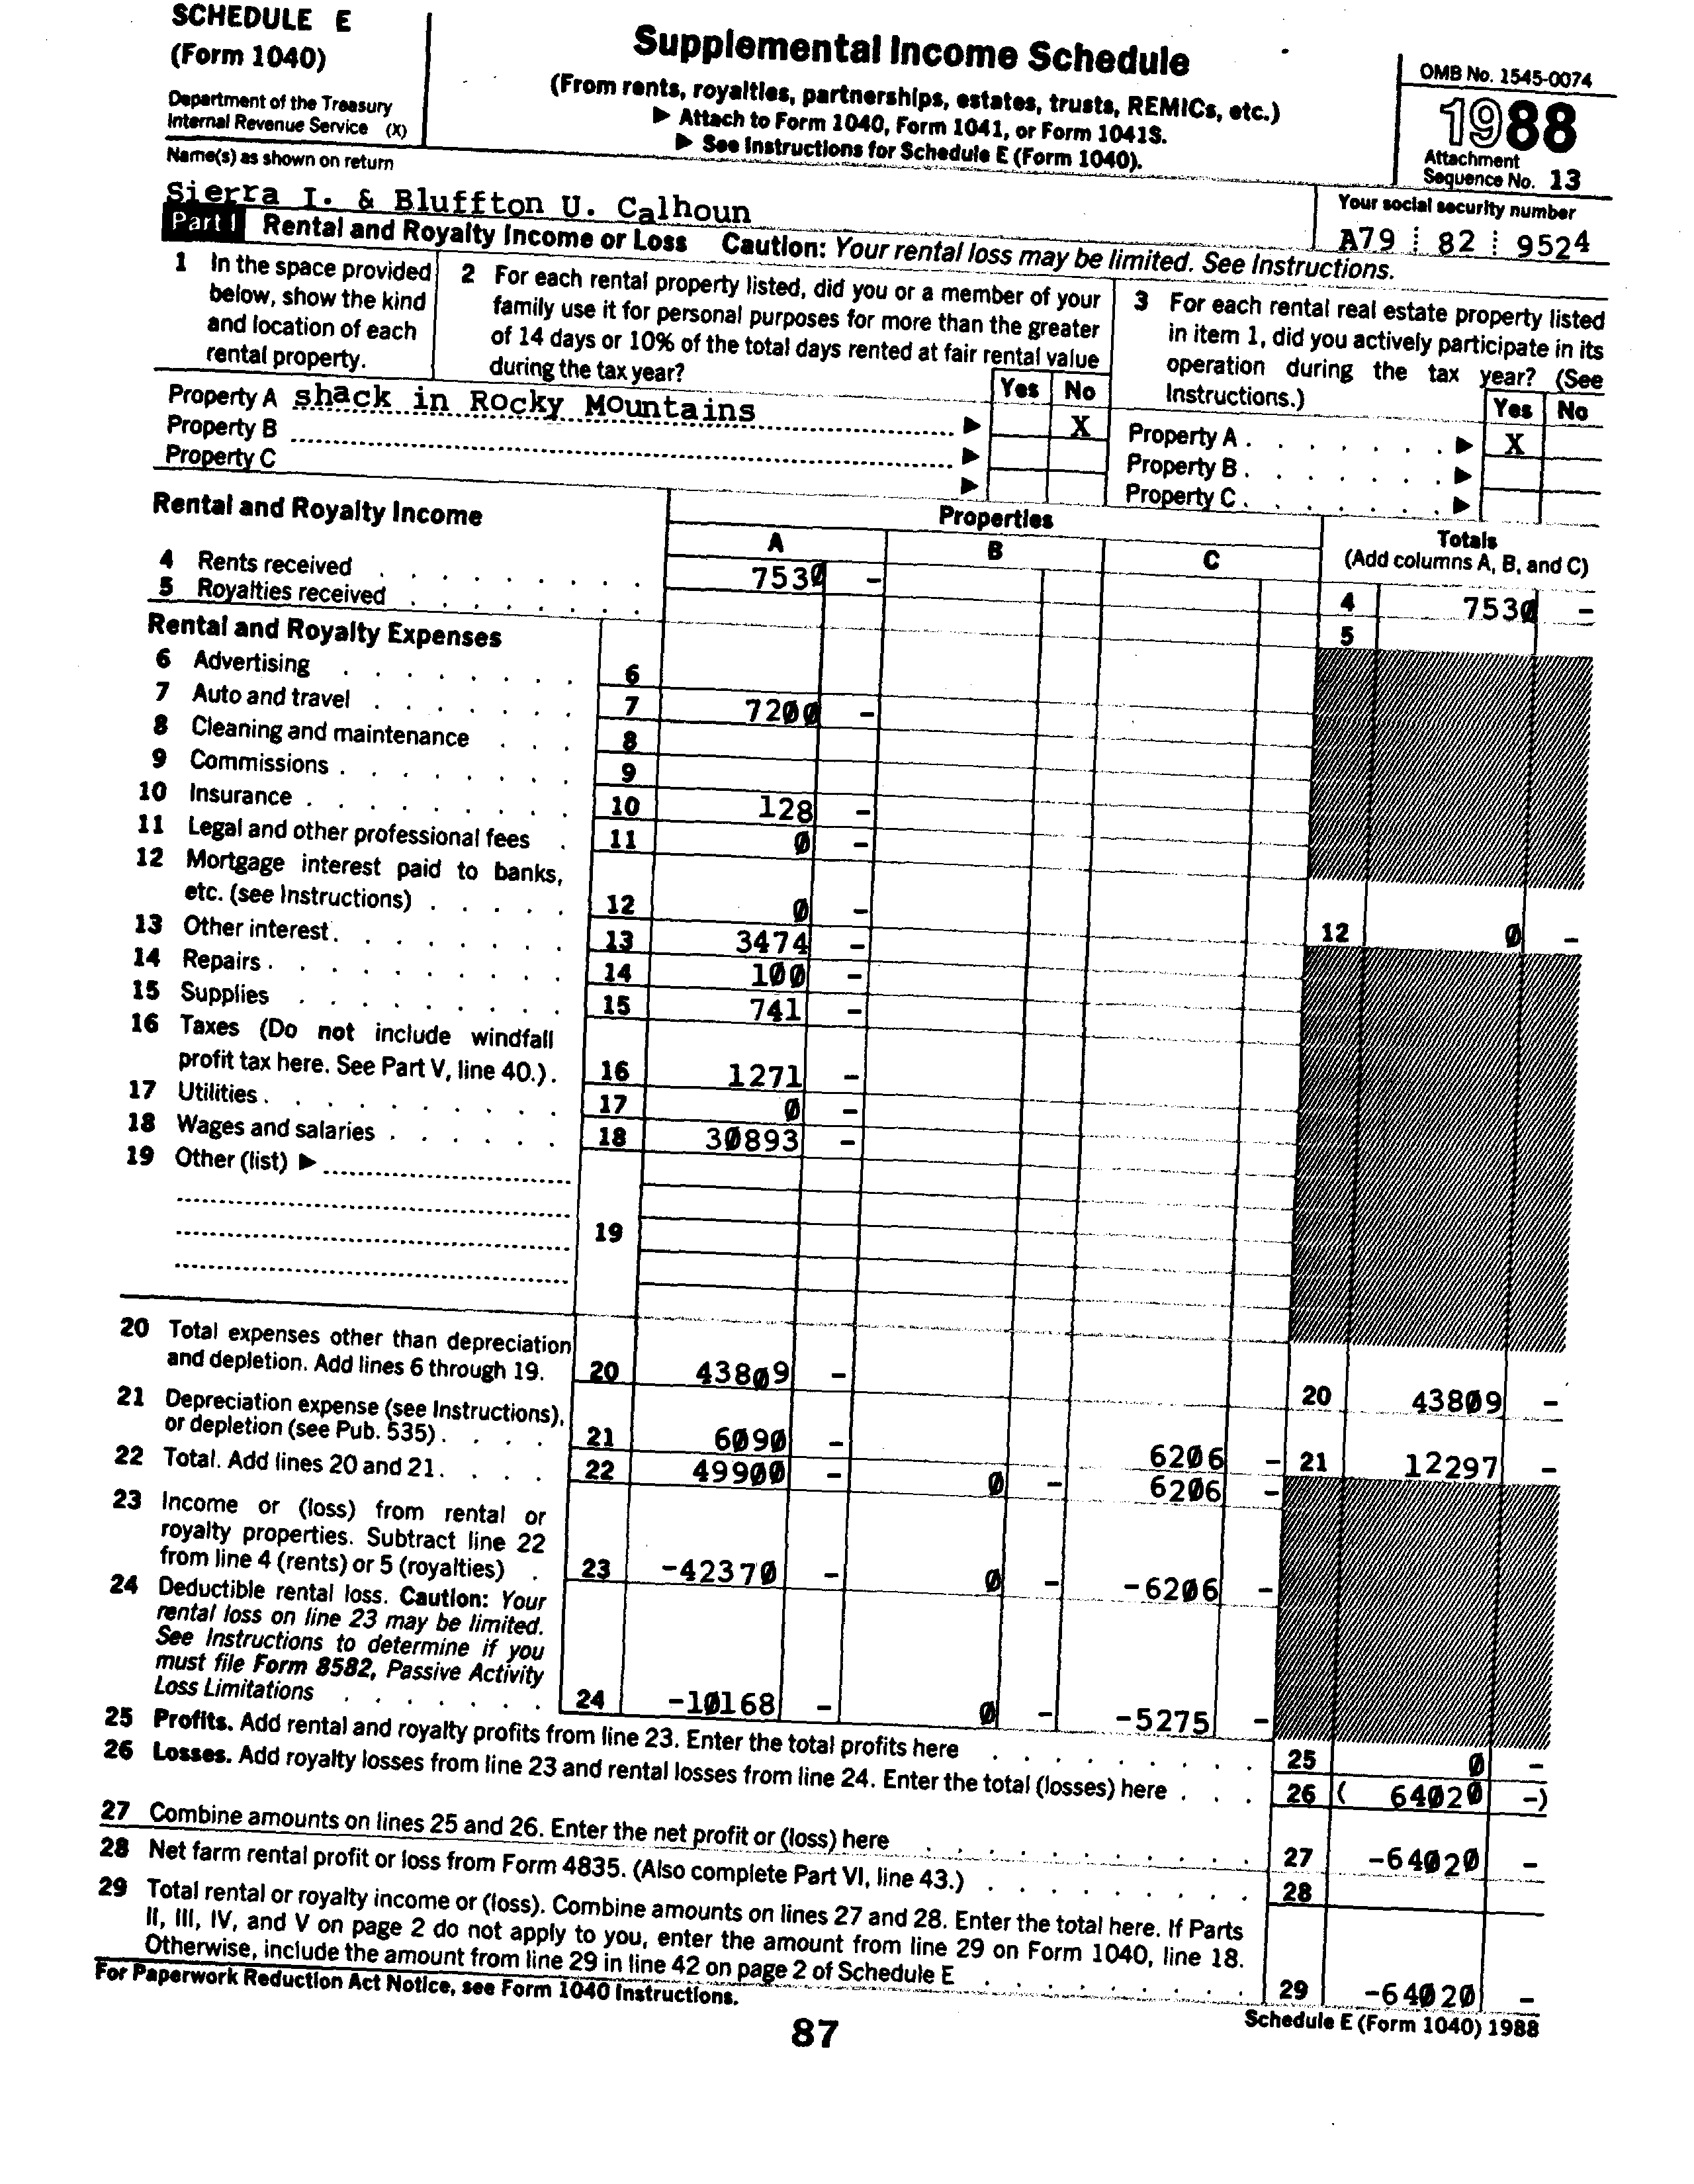 SCHEDULE E
(Form 1040)
Department of the Treasury
Internal Revenue Service (X)
Supplemental Income Schedule
(From rents, royalties, partnerships, estates, trusts, REMICs, etc.)
▶ Attach to Form 1040, Form 1041, or Form 1041S.
▶ See Instructions for Schedule E (Form 1040).
OMB No. 1545-0074
1988
Attachment
Sequence No. 13
Name(s) as shown on return
Sierra I. & Bluffton U. Calhoun
Your social security number
A79 82 9524
Part I Rental and Royalty Income or Loss Caution: Your rental loss may be limited. See Instructions.
1 In the space provided
below, show the kind
and location of each
rental property.
2 For each rental property listed, did you or a member of your
family use it for personal purposes for more than the greater
of 14 days or 10% of the total days rented at fair rental value
during the tax year?
3 For each rental real estate property listed
in item 1, did you actively participate in its
operation during the tax year? (See
Instructions.)
Yes No
Yes No
Property A shack in Rocky Mountains ▶ X
Property B ▶
Property C ▶
Property A . . . . . . . ▶ X
Property B . . . . . . . ▶
Property C . . . . . . . ▶
Rental and Royalty Income
Properties
A B C
Totals
(Add columns A, B, and C)
4 Rents received 7530 – 4 7530 –
5 Royalties received 5
Rental and Royalty Expenses
6 Advertising 6
7 Auto and travel 7 7200 –
8 Cleaning and maintenance 8
9 Commissions 9
10 Insurance 10 128 –
11 Legal and other professional fees 11 0 –
12 Mortgage interest paid to banks,
etc. (see Instructions) 12 0 – 12 0 –
13 Other interest 13 3474 –
14 Repairs 14 100 –
15 Supplies 15 741 –
16 Taxes (Do not include windfall
profit tax here. See Part V, line 40.) 16 1271 –
17 Utilities 17 0 –
18 Wages and salaries 18 30893 –
19 Other (list) ▶
19
20 Total expenses other than depreciation
and depletion. Add lines 6 through 19. 20 43809 – 20 43809 –
21 Depreciation expense (see Instructions),
or depletion (see Pub. 535) 21 6090 – 6206 – 21 12297 –
22 Total. Add lines 20 and 21 22 49900 – 0 – 6206 –
23 Income or (loss) from rental or
royalty properties. Subtract line 22
from line 4 (rents) or 5 (royalties) 23 -42370 – 0 – -6206 –
24 Deductible rental loss. Caution: Your
rental loss on line 23 may be limited.
See Instructions to determine if you
must file Form 8582, Passive Activity
Loss Limitations 24 -10168 – 0 – -5275 –
25 Profits. Add rental and royalty profits from line 23. Enter the total profits here 25 0 –
26 Losses. Add royalty losses from line 23 and rental losses from line 24. Enter the total (losses) here 26 ( 64020 –)
27 Combine amounts on lines 25 and 26. Enter the net profit or (loss) here 27 -64020 –
28 Net farm rental profit or loss from Form 4835. (Also complete Part VI, line 43.) 28
29 Total rental or royalty income or (loss). Combine amounts on lines 27 and 28. Enter the total here. If Parts
II, III, IV, and V on page 2 do not apply to you, enter the amount from line 29 on Form 1040, line 18.
Otherwise, include the amount from line 29 in line 42 on page 2 of Schedule E 29 -64020 –
For Paperwork Reduction Act Notice, see Form 1040 Instructions.
Schedule E (Form 1040) 1988
87